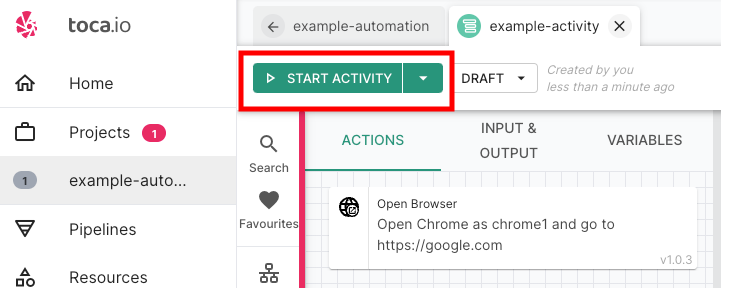 toca.io
example-automation
example-activity
START ACTIVITY
DRAFT
Created by you
less than a minute ago
Home
Projects 1
1 example-auto...
Pipelines
Resources
Search
Favourites
ACTIONS
INPUT &
OUTPUT
VARIABLES
Open Browser
Open Chrome as chrome1 and go to
https://google.com
v1.0.3